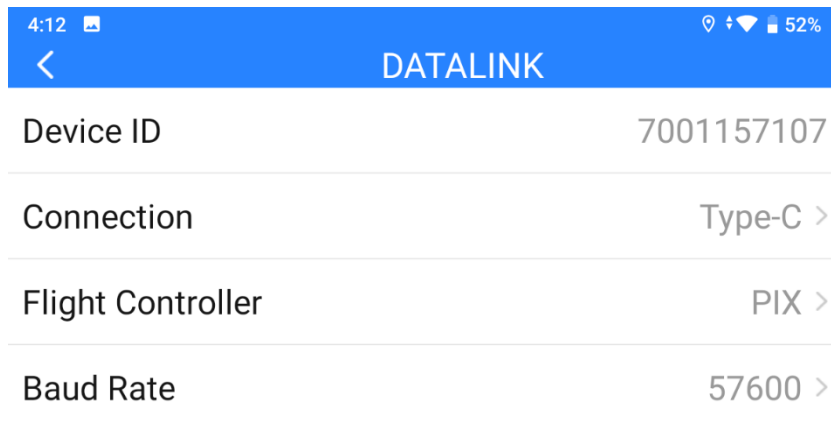 4:12 52%
DATALINK
Device ID 7001157107
Connection Type-C
Flight Controller PIX
Baud Rate 57600